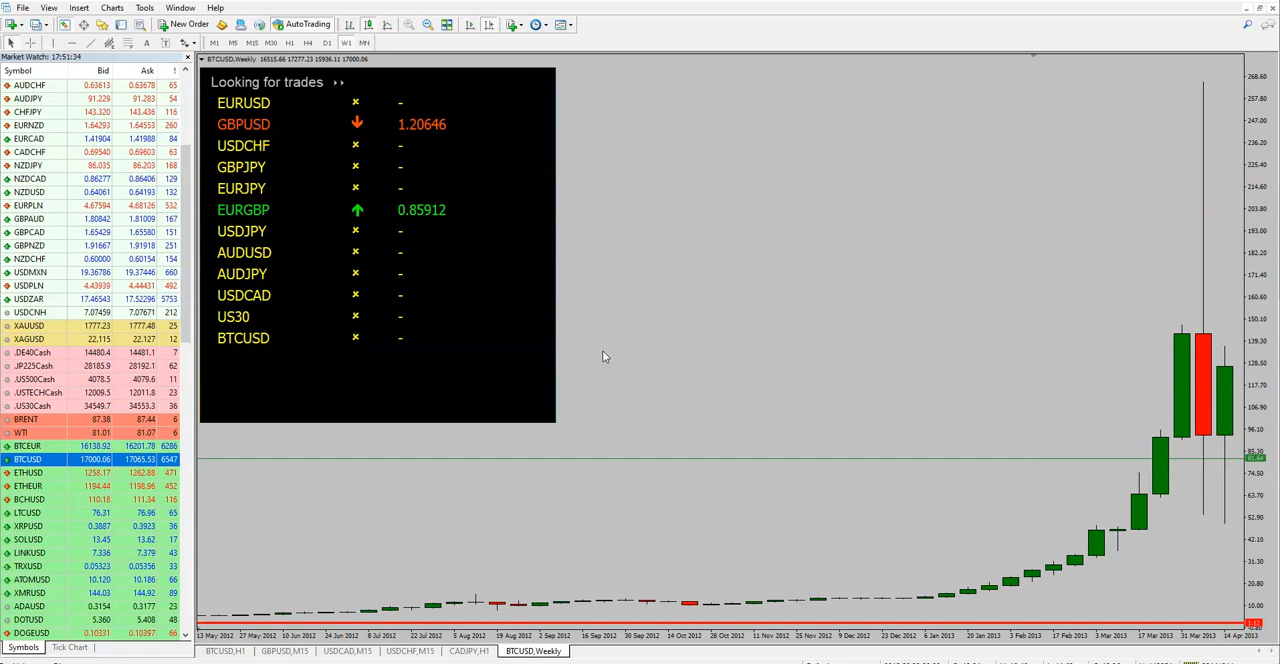 File View Insert Charts Tools Window Help
New Order AutoTrading
M1 M5 M15 M30 H1 H4 D1 W1 MN
Market Watch: 17:51:34
Symbol Bid Ask !
AUDCHF 0.63613 0.63678 65
AUDJPY 91.229 91.283 54
CHFJPY 143.320 143.436 116
EURNZD 1.64293 1.64553 260
EURCAD 1.41904 1.41988 84
CADCHF 0.69540 0.69603 63
NZDJPY 86.035 86.203 168
NZDCAD 0.86277 0.86406 129
NZDUSD 0.64061 0.64193 132
EURPLN 4.67594 4.68126 532
GBPAUD 1.80842 1.81009 167
GBPCAD 1.65429 1.65580 151
GBPNZD 1.91667 1.91918 251
NZDCHF 0.60000 0.60154 154
USDMXN 19.36786 19.37446 660
USDPLN 4.43939 4.44431 492
USDZAR 17.46543 17.52296 5753
USDCNH 7.07459 7.07671 212
XAUUSD 1777.23 1777.48 25
XAGUSD 22.115 22.127 12
.DE40Cash 14480.4 14481.1 7
.JP225Cash 28185.9 28192.1 62
.US500Cash 4078.5 4079.6 11
.USTECHCash 12009.5 12011.8 23
.US30Cash 34549.7 34553.3 36
BRENT 87.38 87.44 6
WTI 81.01 81.07 6
BTCEUR 16138.92 16201.78 6286
BTCUSD 17000.06 17065.53 6547
ETHUSD 1258.17 1262.88 471
ETHEUR 1194.44 1198.96 452
BCHUSD 110.18 111.34 116
LTCUSD 76.31 76.96 65
XRPUSD 0.3887 0.3923 36
SOLUSD 13.45 13.62 17
LINKUSD 7.336 7.379 43
TRXUSD 0.05323 0.05356 33
ATOMUSD 10.120 10.186 66
XMRUSD 144.03 144.92 89
ADAUSD 0.3154 0.3177 23
DOTUSD 5.360 5.408 48
DOGEUSD 0.10331 0.10397 66
Symbols Tick Chart
BTCUSD,Weekly 16515.66 17277.23 15936.11 17000.06
Looking for trades
EURUSD -
GBPUSD 1.20646
USDCHF -
GBPJPY -
EURJPY -
EURGBP 0.85912
USDJPY -
AUDUSD -
AUDJPY -
USDCAD -
US30 -
BTCUSD -
268.60
257.80
247.00
236.20
225.40
214.60
203.80
193.00
182.20
171.40
160.60
150.10
139.30
128.50
117.70
106.90
96.10
85.30
81.64
74.50
63.70
52.90
42.10
31.30
20.80
10.00
1.12
13 May 2012 27 May 2012 10 Jun 2012 24 Jun 2012 8 Jul 2012 22 Jul 2012 5 Aug 2012 19 Aug 2012 2 Sep 2012 16 Sep 2012 30 Sep 2012 14 Oct 2012 28 Oct 2012 11 Nov 2012 25 Nov 2012 9 Dec 2012 23 Dec 2012 6 Jan 2013 20 Jan 2013 3 Feb 2013 17 Feb 2013 3 Mar 2013 17 Mar 2013 31 Mar 2013 14 Apr 2013
BTCUSD,H1 GBPUSD,M15 USDCAD,M15 USDCHF,M15 CADJPY,H1 BTCUSD,Weekly